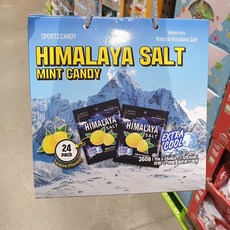 SPORTS CANDY
Made from
Natural Himalaya Salt
HIMALAYA SALT
MINT CANDY
24
PACK
HIMALAYA
SALT
HIMALAYA
SALT
EXTRA
COOL
360g